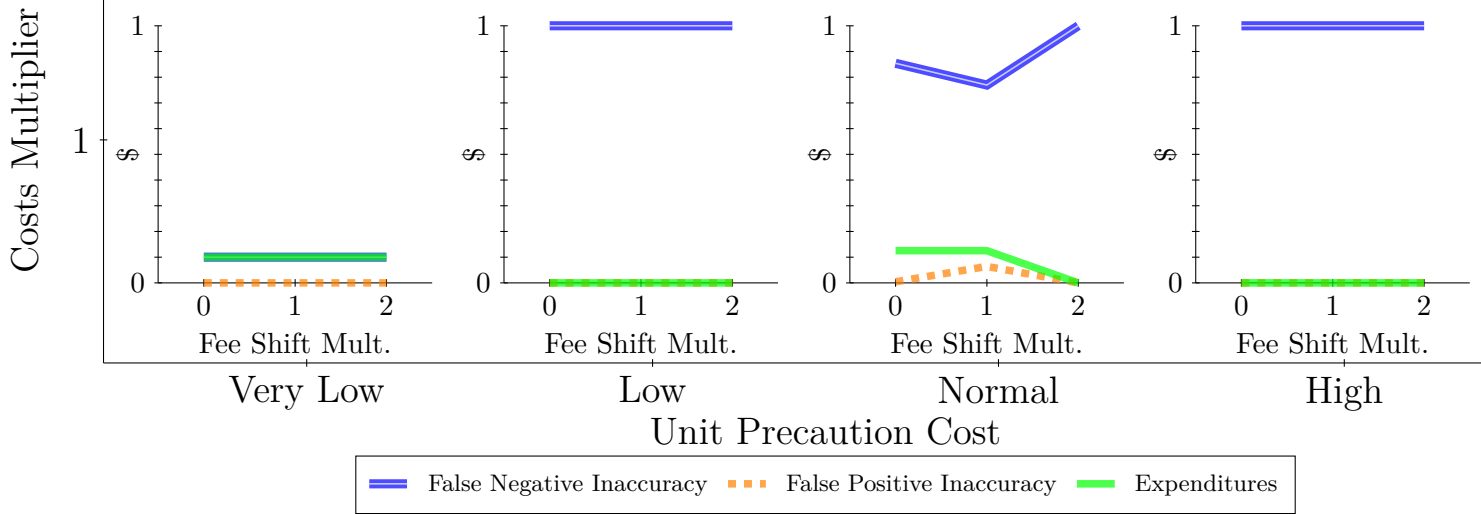 Costs Multiplier
1
1
$
0
0 1 2
Fee Shift Mult.
1
$
0
0 1 2
Fee Shift Mult.
1
$
0
0 1 2
Fee Shift Mult.
1
$
0
0 1 2
Fee Shift Mult.
Very Low Low Normal High
Unit Precaution Cost
False Negative Inaccuracy False Positive Inaccuracy Expenditures